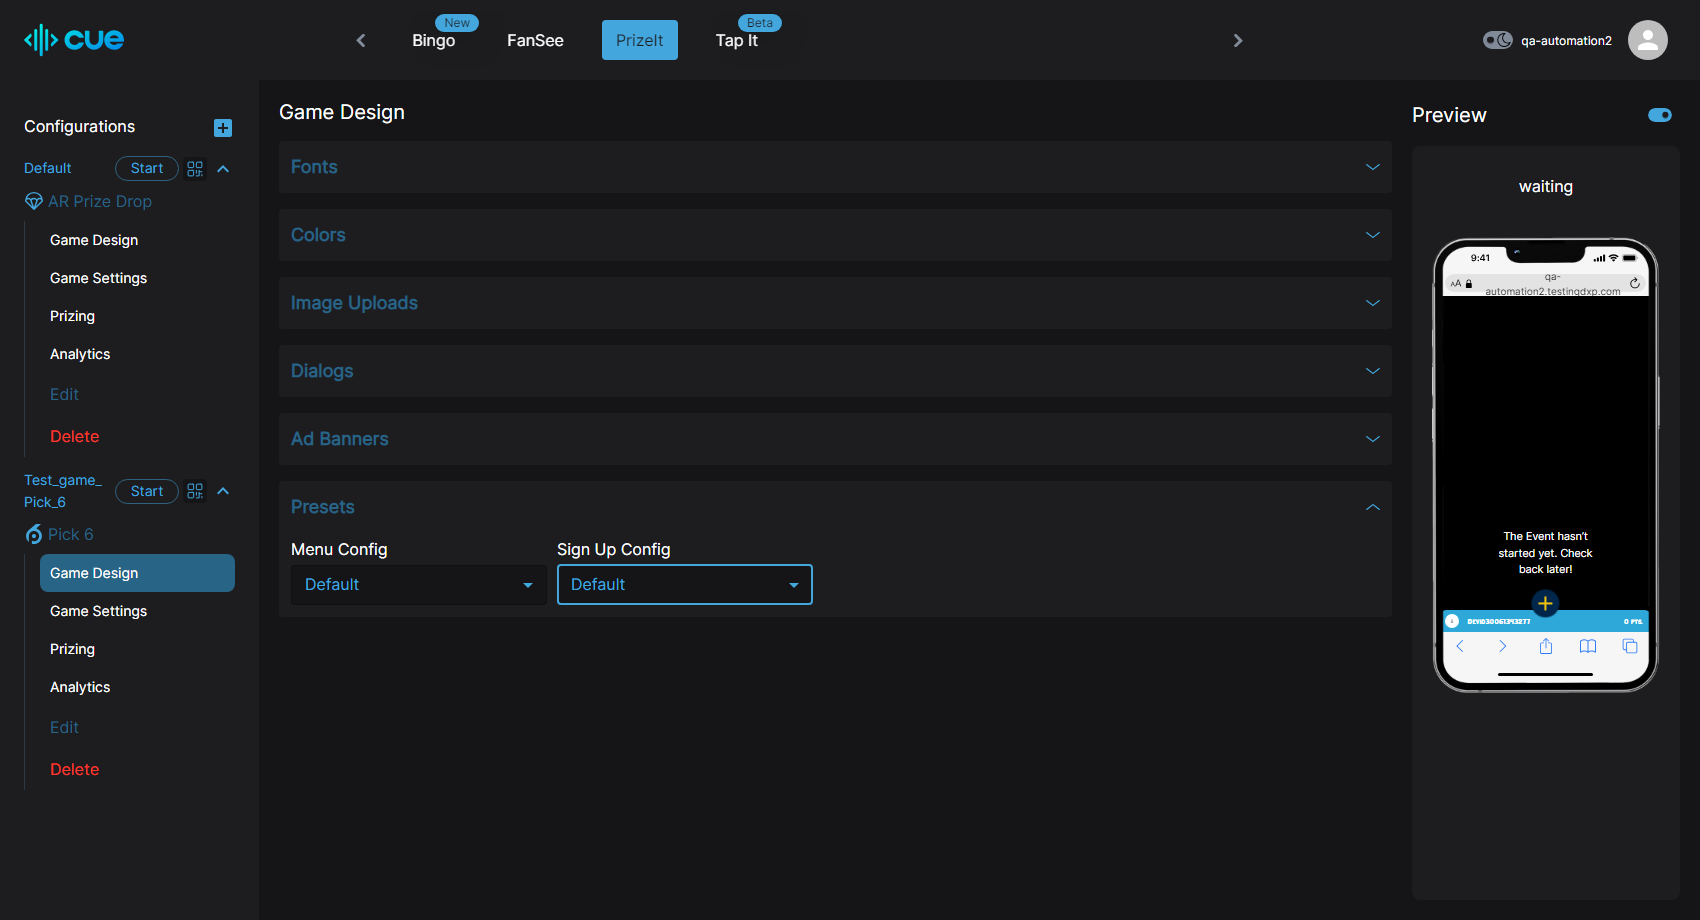 cue
New
Bingo
FanSee
PrizeIt
Beta
Tap It
qa-automation2
Configurations
Default
Start
AR Prize Drop
Game Design
Game Settings
Prizing
Analytics
Edit
Delete
Test_game_
Pick_6
Start
Pick 6
Game Design
Game Settings
Prizing
Analytics
Edit
Delete
Game Design
Fonts
Colors
Image Uploads
Dialogs
Ad Banners
Presets
Menu Config
Sign Up Config
Default
Default
Preview
waiting
9:41
AA
qa-
automation2.testingdxp.com
The Event hasn't
started yet. Check
back later!
0 PTS.